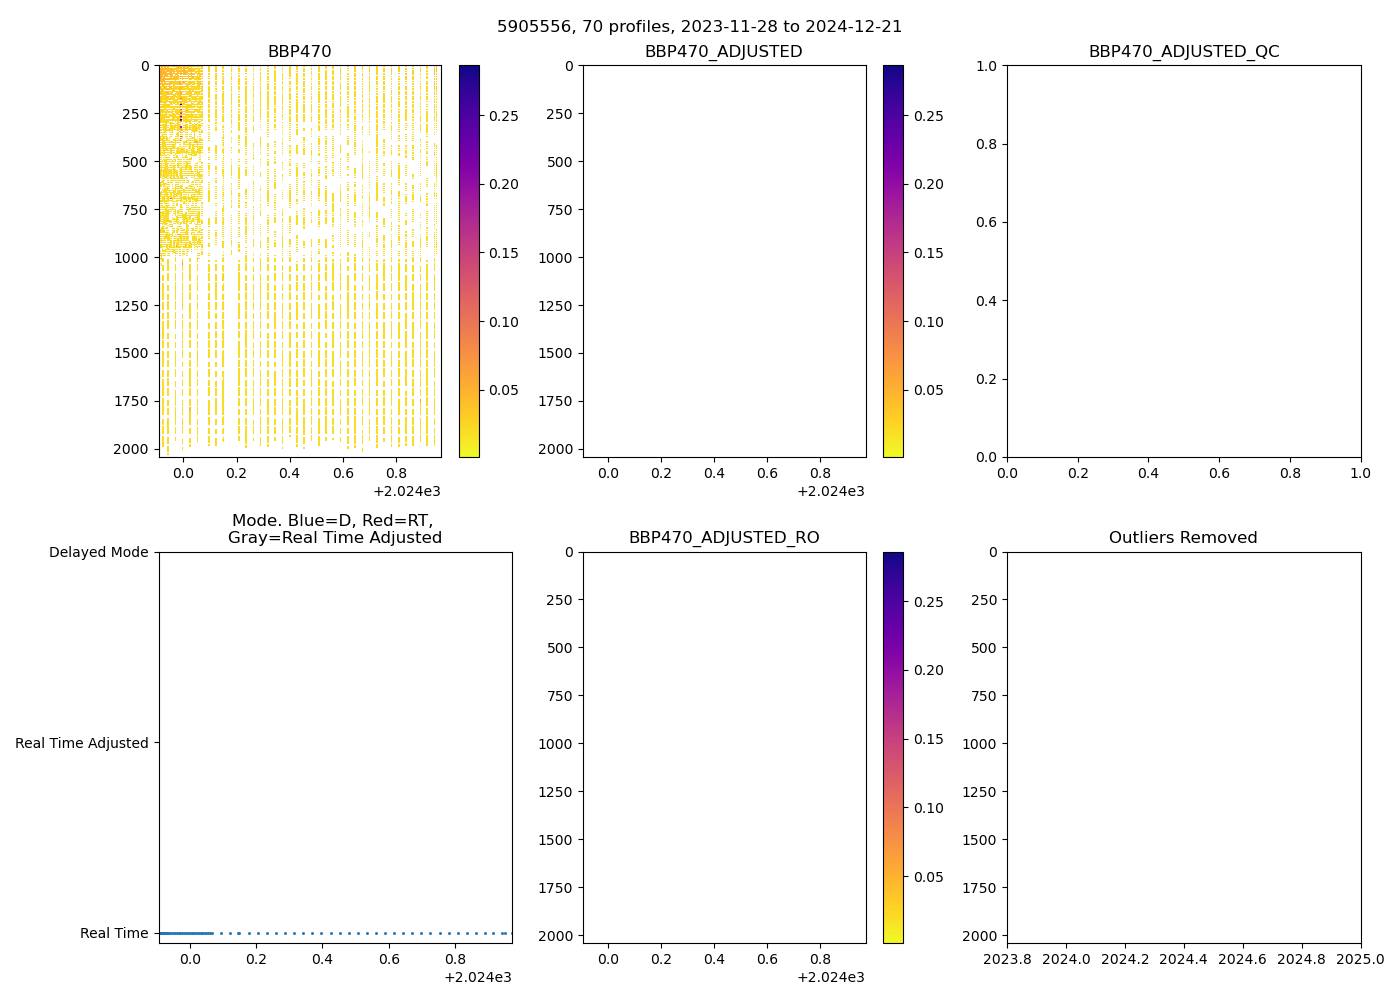 5905556, 70 profiles, 2023-11-28 to 2024-12-21
BBP470
0
250
500
750
1000
1250
1500
1750
2000
0.0 0.2 0.4 0.6 0.8
+2.024e3
0.25
0.20
0.15
0.10
0.05
BBP470_ADJUSTED
0
250
500
750
1000
1250
1500
1750
2000
0.0 0.2 0.4 0.6 0.8
+2.024e3
0.25
0.20
0.15
0.10
0.05
BBP470_ADJUSTED_QC
1.0
0.8
0.6
0.4
0.2
0.0
0.0 0.2 0.4 0.6 0.8 1.0
Mode. Blue=D, Red=RT,
Gray=Real Time Adjusted
Delayed Mode
Real Time Adjusted
Real Time
0.0 0.2 0.4 0.6 0.8
+2.024e3
BBP470_ADJUSTED_RO
0
250
500
750
1000
1250
1500
1750
2000
0.0 0.2 0.4 0.6 0.8
+2.024e3
0.25
0.20
0.15
0.10
0.05
Outliers Removed
0
250
500
750
1000
1250
1500
1750
2000
2023.8 2024.0 2024.2 2024.4 2024.6 2024.8 2025.0